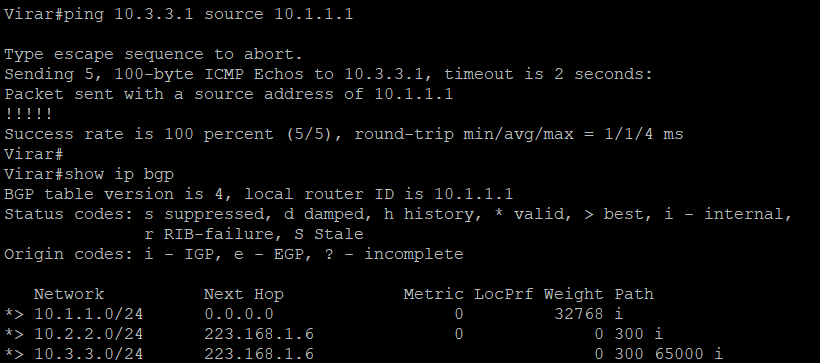 Virar#ping 10.3.3.1 source 10.1.1.1
Type escape sequence to abort.
Sending 5, 100-byte ICMP Echos to 10.3.3.1, timeout is 2 seconds:
Packet sent with a source address of 10.1.1.1
!!!!!
Success rate is 100 percent (5/5), round-trip min/avg/max = 1/1/4 ms
Virar#
Virar#show ip bgp
BGP table version is 4, local router ID is 10.1.1.1
Status codes: s suppressed, d damped, h history, * valid, > best, i - internal,
              r RIB-failure, S Stale
Origin codes: i - IGP, e - EGP, ? - incomplete
   Network          Next Hop            Metric LocPrf Weight Path
*> 10.1.1.0/24      0.0.0.0                  0         32768 i
*> 10.2.2.0/24      223.168.1.6              0             0 300 i
*> 10.3.3.0/24      223.168.1.6                            0 300 65000 i